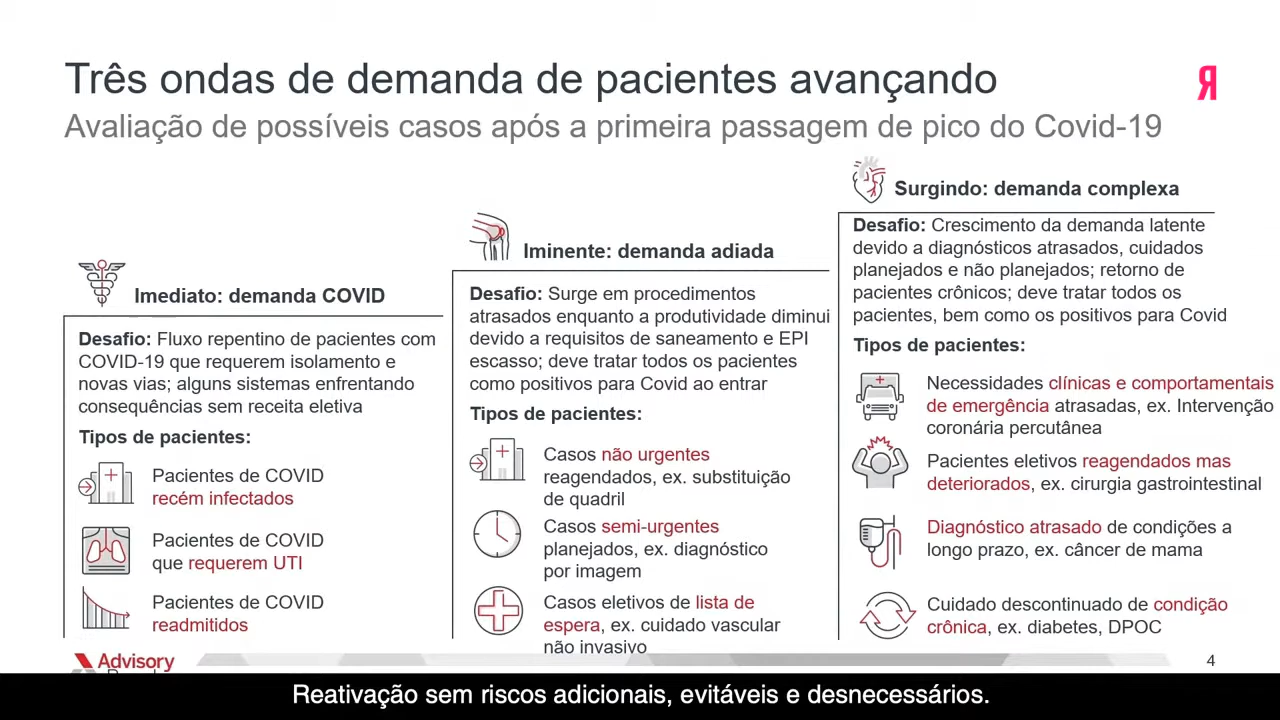 Três ondas de demanda de pacientes avançando
Avaliação de possíveis casos após a primeira passagem de pico do Covid-19
Imediato: demanda COVID
Desafio: Fluxo repentino de pacientes com
COVID-19 que requerem isolamento e
novas vias; alguns sistemas enfrentando
consequências sem receita eletiva
Tipos de pacientes:
Pacientes de COVID
recém infectados
Pacientes de COVID
que requerem UTI
Pacientes de COVID
readmitidos
Iminente: demanda adiada
Desafio: Surge em procedimentos
atrasados enquanto a produtividade diminui
devido a requisitos de saneamento e EPI
escasso; deve tratar todos os pacientes
como positivos para Covid ao entrar
Tipos de pacientes:
Casos não urgentes
reagendados, ex. substituição
de quadril
Casos semi-urgentes
planejados, ex. diagnóstico
por imagem
Casos eletivos de lista de
espera, ex. cuidado vascular
não invasivo
Surgindo: demanda complexa
Desafio: Crescimento da demanda latente
devido a diagnósticos atrasados, cuidados
planejados e não planejados; retorno de
pacientes crônicos; deve tratar todos os
pacientes, bem como os positivos para Covid
Tipos de pacientes:
Necessidades clínicas e comportamentais
de emergência atrasadas, ex. Intervenção
coronária percutânea
Pacientes eletivos reagendados mas
deteriorados, ex. cirurgia gastrointestinal
Diagnóstico atrasado de condições a
longo prazo, ex. câncer de mama
Cuidado descontinuado de condição
crônica, ex. diabetes, DPOC
Advisory
4
Reativação sem riscos adicionais, evitáveis e desnecessários.